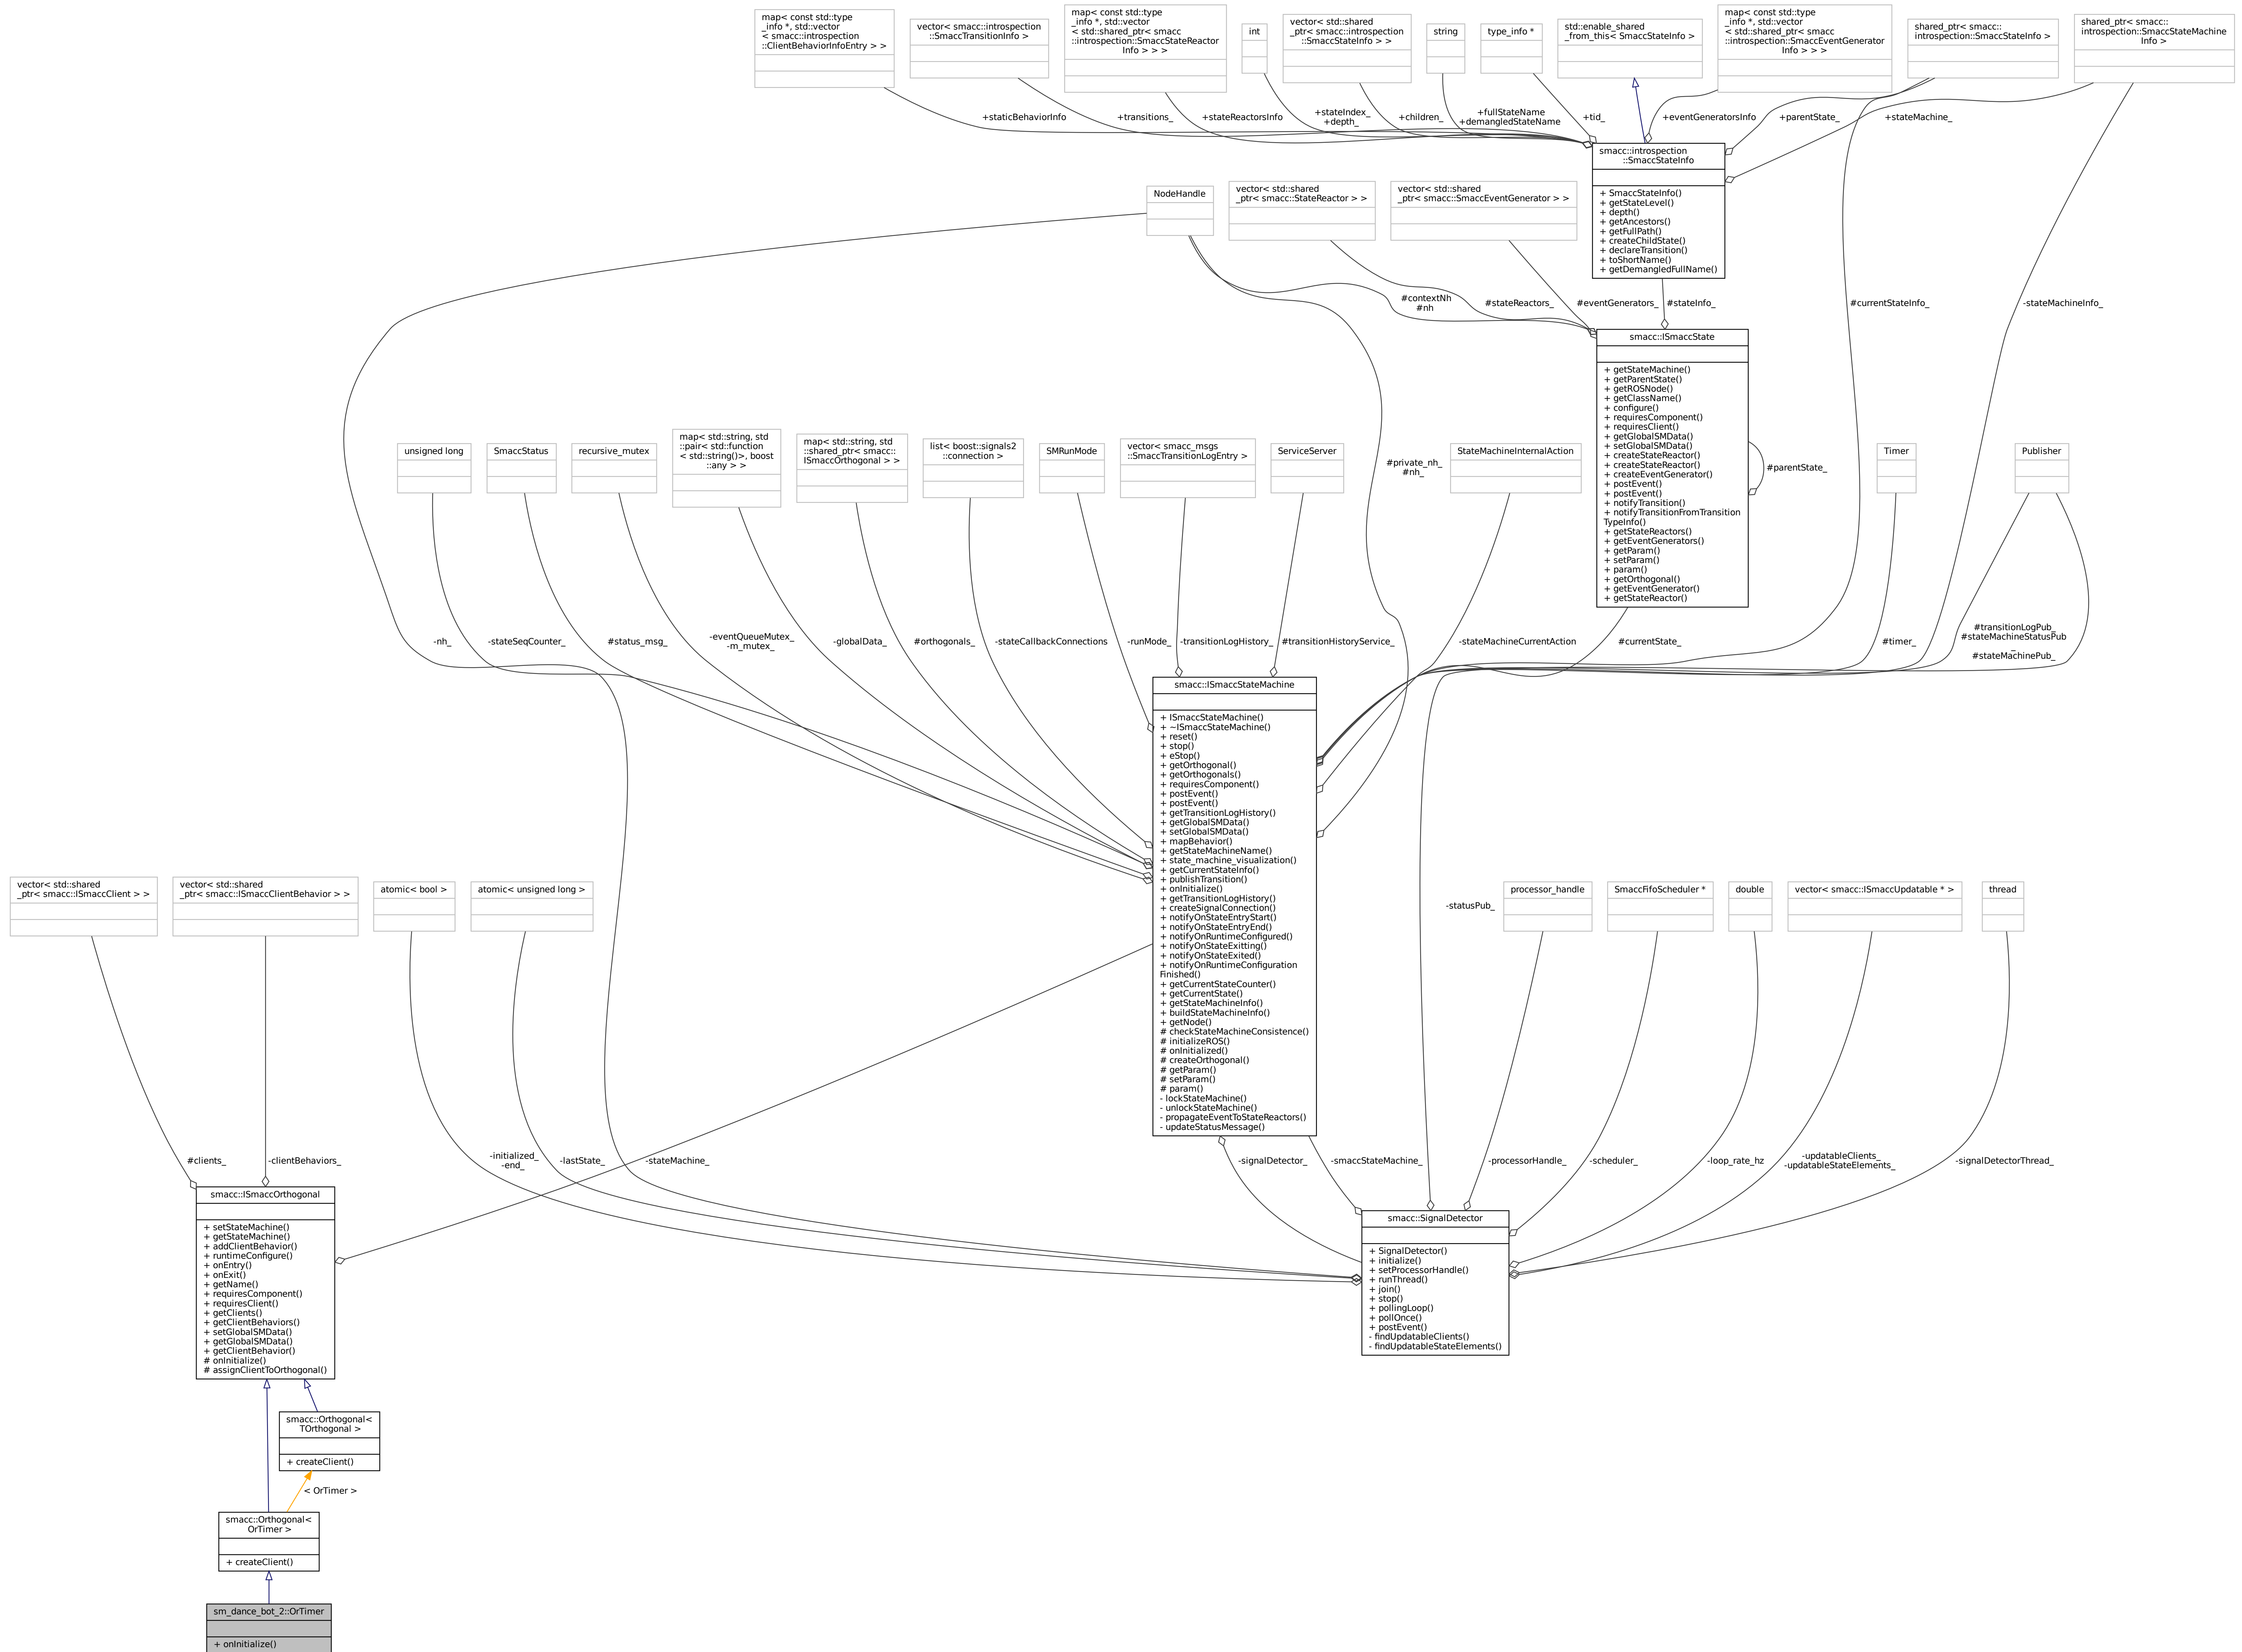 map< const std::type
_info *, std::vector
< smacc::introspection
::ClientBehaviorInfoEntry > >
vector< smacc::introspection
::SmaccTransitionInfo >
map< const std::type
_info *, std::vector
< std::shared_ptr< smacc
::introspection::SmaccStateReactor
Info > > >
int
vector< std::shared
_ptr< smacc::introspection
::SmaccStateInfo > >
string
type_info *
std::enable_shared
_from_this< SmaccStateInfo >
map< const std::type
_info *, std::vector
< std::shared_ptr< smacc
::introspection::SmaccEventGenerator
Info > > >
shared_ptr< smacc::
introspection::SmaccStateInfo >
shared_ptr< smacc::
introspection::SmaccStateMachine
Info >
+staticBehaviorInfo
+transitions_
+stateReactorsInfo
+stateIndex_
+depth_
+children_
+fullStateName
+demangledStateName
+tid_
+eventGeneratorsInfo
+parentState_
+stateMachine_
smacc::introspection
::SmaccStateInfo
+ SmaccStateInfo()
+ getStateLevel()
+ depth()
+ getAncestors()
+ getFullPath()
+ createChildState()
+ declareTransition()
+ toShortName()
+ getDemangledFullName()
NodeHandle
vector< std::shared
_ptr< smacc::StateReactor > >
vector< std::shared
_ptr< smacc::SmaccEventGenerator > >
#contextNh
#nh
#stateReactors_
#eventGenerators_
#stateInfo_
#currentStateInfo_
-stateMachineInfo_
smacc::ISmaccState
+ getStateMachine()
+ getParentState()
+ getROSNode()
+ getClassName()
+ configure()
+ requiresComponent()
+ requiresClient()
+ getGlobalSMData()
+ setGlobalSMData()
+ createStateReactor()
+ createStateReactor()
+ createEventGenerator()
+ postEvent()
+ postEvent()
+ notifyTransition()
+ notifyTransitionFromTransition
TypeInfo()
+ getStateReactors()
+ getEventGenerators()
+ getParam()
+ setParam()
+ param()
+ getOrthogonal()
+ getEventGenerator()
+ getStateReactor()
#parentState_
unsigned long
SmaccStatus
recursive_mutex
map< std::string, std
::pair< std::function
< std::string()>, boost
::any > >
map< std::string, std
::shared_ptr< smacc::
ISmaccOrthogonal > >
list< boost::signals2
::connection >
SMRunMode
vector< smacc_msgs
::SmaccTransitionLogEntry >
ServiceServer
#private_nh_
#nh_
StateMachineInternalAction
Timer
Publisher
-nh_
-stateSeqCounter_
#status_msg_
-eventQueueMutex_
-m_mutex_
-globalData_
#orthogonals_
-stateCallbackConnections
-runMode_
-transitionLogHistory_
#transitionHistoryService_
-stateMachineCurrentAction
#currentState_
#timer_
#transitionLogPub_
#stateMachineStatusPub
_
#stateMachinePub_
smacc::ISmaccStateMachine
+ ISmaccStateMachine()
+ ~ISmaccStateMachine()
+ reset()
+ stop()
+ eStop()
+ getOrthogonal()
+ getOrthogonals()
+ requiresComponent()
+ postEvent()
+ postEvent()
+ getTransitionLogHistory()
+ getGlobalSMData()
+ setGlobalSMData()
+ mapBehavior()
+ getStateMachineName()
+ state_machine_visualization()
+ getCurrentStateInfo()
+ publishTransition()
+ onInitialize()
+ getTransitionLogHistory()
+ createSignalConnection()
+ notifyOnStateEntryStart()
+ notifyOnStateEntryEnd()
+ notifyOnRuntimeConfigured()
+ notifyOnStateExitting()
+ notifyOnStateExited()
+ notifyOnRuntimeConfiguration
Finished()
+ getCurrentStateCounter()
+ getCurrentState()
+ getStateMachineInfo()
+ buildStateMachineInfo()
+ getNode()
# checkStateMachineConsistence()
# initializeROS()
# onInitialized()
# createOrthogonal()
# getParam()
# setParam()
# param()
- lockStateMachine()
- unlockStateMachine()
- propagateEventToStateReactors()
- updateStatusMessage()
vector< std::shared
_ptr< smacc::ISmaccClient > >
vector< std::shared
_ptr< smacc::ISmaccClientBehavior > >
atomic< bool >
atomic< unsigned long >
-statusPub_
processor_handle
SmaccFifoScheduler *
double
vector< smacc::ISmaccUpdatable * >
thread
#clients_
-clientBehaviors_
-initialized_
-end_
-lastState_
-stateMachine_
-signalDetector_
-smaccStateMachine_
-processorHandle_
-scheduler_
-loop_rate_hz
-updatableClients_
-updatableStateElements_
-signalDetectorThread_
smacc::ISmaccOrthogonal
+ setStateMachine()
+ getStateMachine()
+ addClientBehavior()
+ runtimeConfigure()
+ onEntry()
+ onExit()
+ getName()
+ requiresComponent()
+ requiresClient()
+ getClients()
+ getClientBehaviors()
+ setGlobalSMData()
+ getGlobalSMData()
+ getClientBehavior()
# onInitialize()
# assignClientToOrthogonal()
smacc::SignalDetector
+ SignalDetector()
+ initialize()
+ setProcessorHandle()
+ runThread()
+ join()
+ stop()
+ pollingLoop()
+ pollOnce()
+ postEvent()
- findUpdatableClients()
- findUpdatableStateElements()
smacc::Orthogonal<
TOrthogonal >
+ createClient()
< OrTimer >
smacc::Orthogonal<
OrTimer >
+ createClient()
sm_dance_bot_2::OrTimer
+ onInitialize()